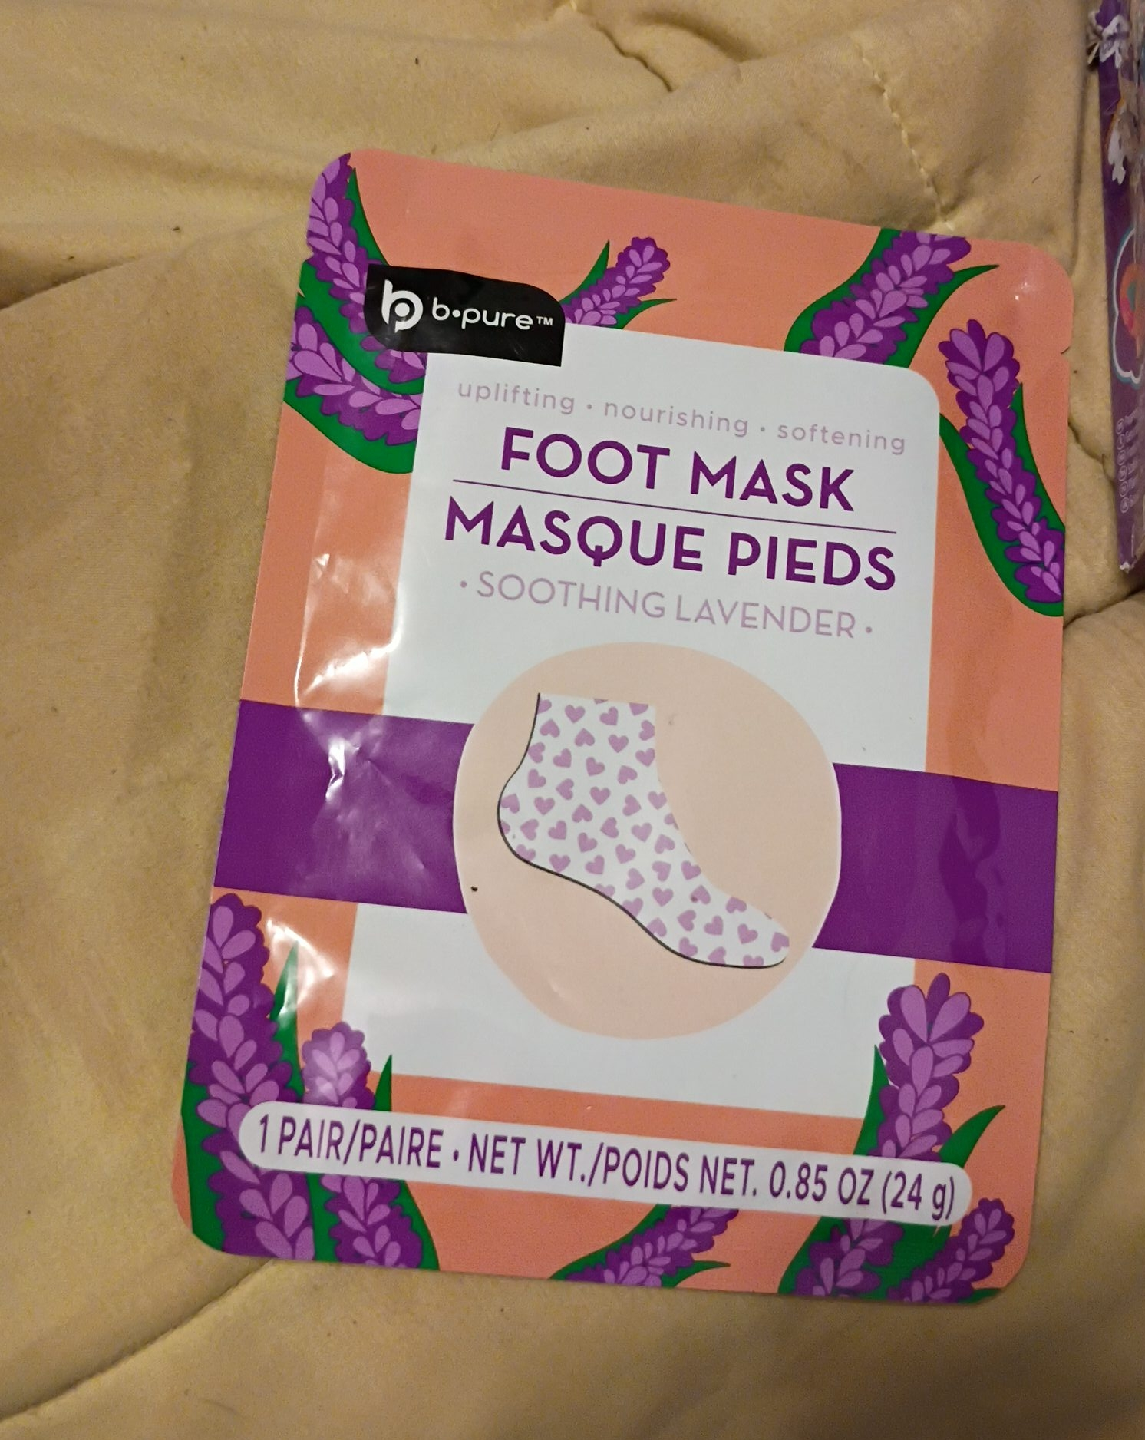 b•pure™
uplifting • nourishing • softening
FOOT MASK
MASQUE PIEDS
• SOOTHING LAVENDER •
1 PAIR/PAIRE • NET WT./POIDS NET. 0.85 OZ (24 g)